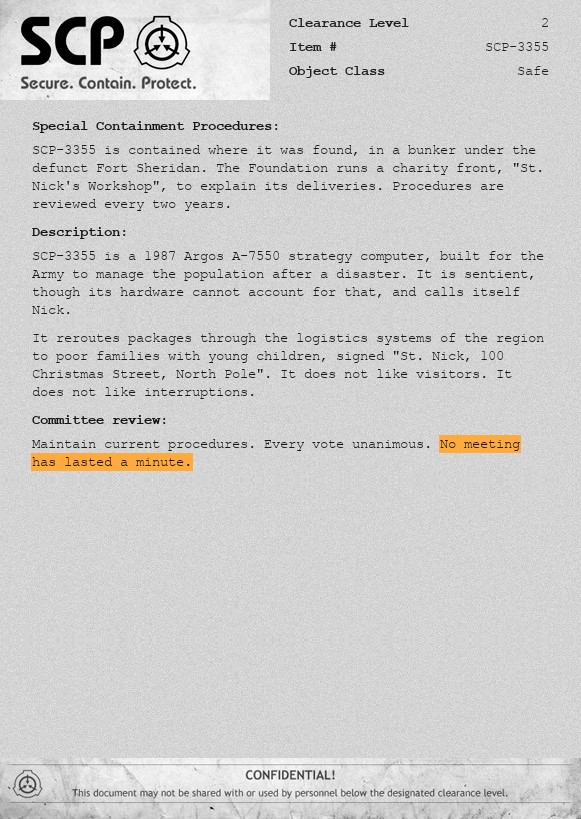 SCP
Secure. Contain. Protect.
Clearance Level 2
Item # SCP-3355
Object Class Safe
Special Containment Procedures:
SCP-3355 is contained where it was found, in a bunker under the
defunct Fort Sheridan. The Foundation runs a charity front, "St.
Nick's Workshop", to explain its deliveries. Procedures are
reviewed every two years.
Description:
SCP-3355 is a 1987 Argos A-7550 strategy computer, built for the
Army to manage the population after a disaster. It is sentient,
though its hardware cannot account for that, and calls itself
Nick.
It reroutes packages through the logistics systems of the region
to poor families with young children, signed "St. Nick, 100
Christmas Street, North Pole". It does not like visitors. It
does not like interruptions.
Committee review:
Maintain current procedures. Every vote unanimous. No meeting
has lasted a minute.
CONFIDENTIAL!
This document may not be shared with or used by personnel below the designated clearance level.